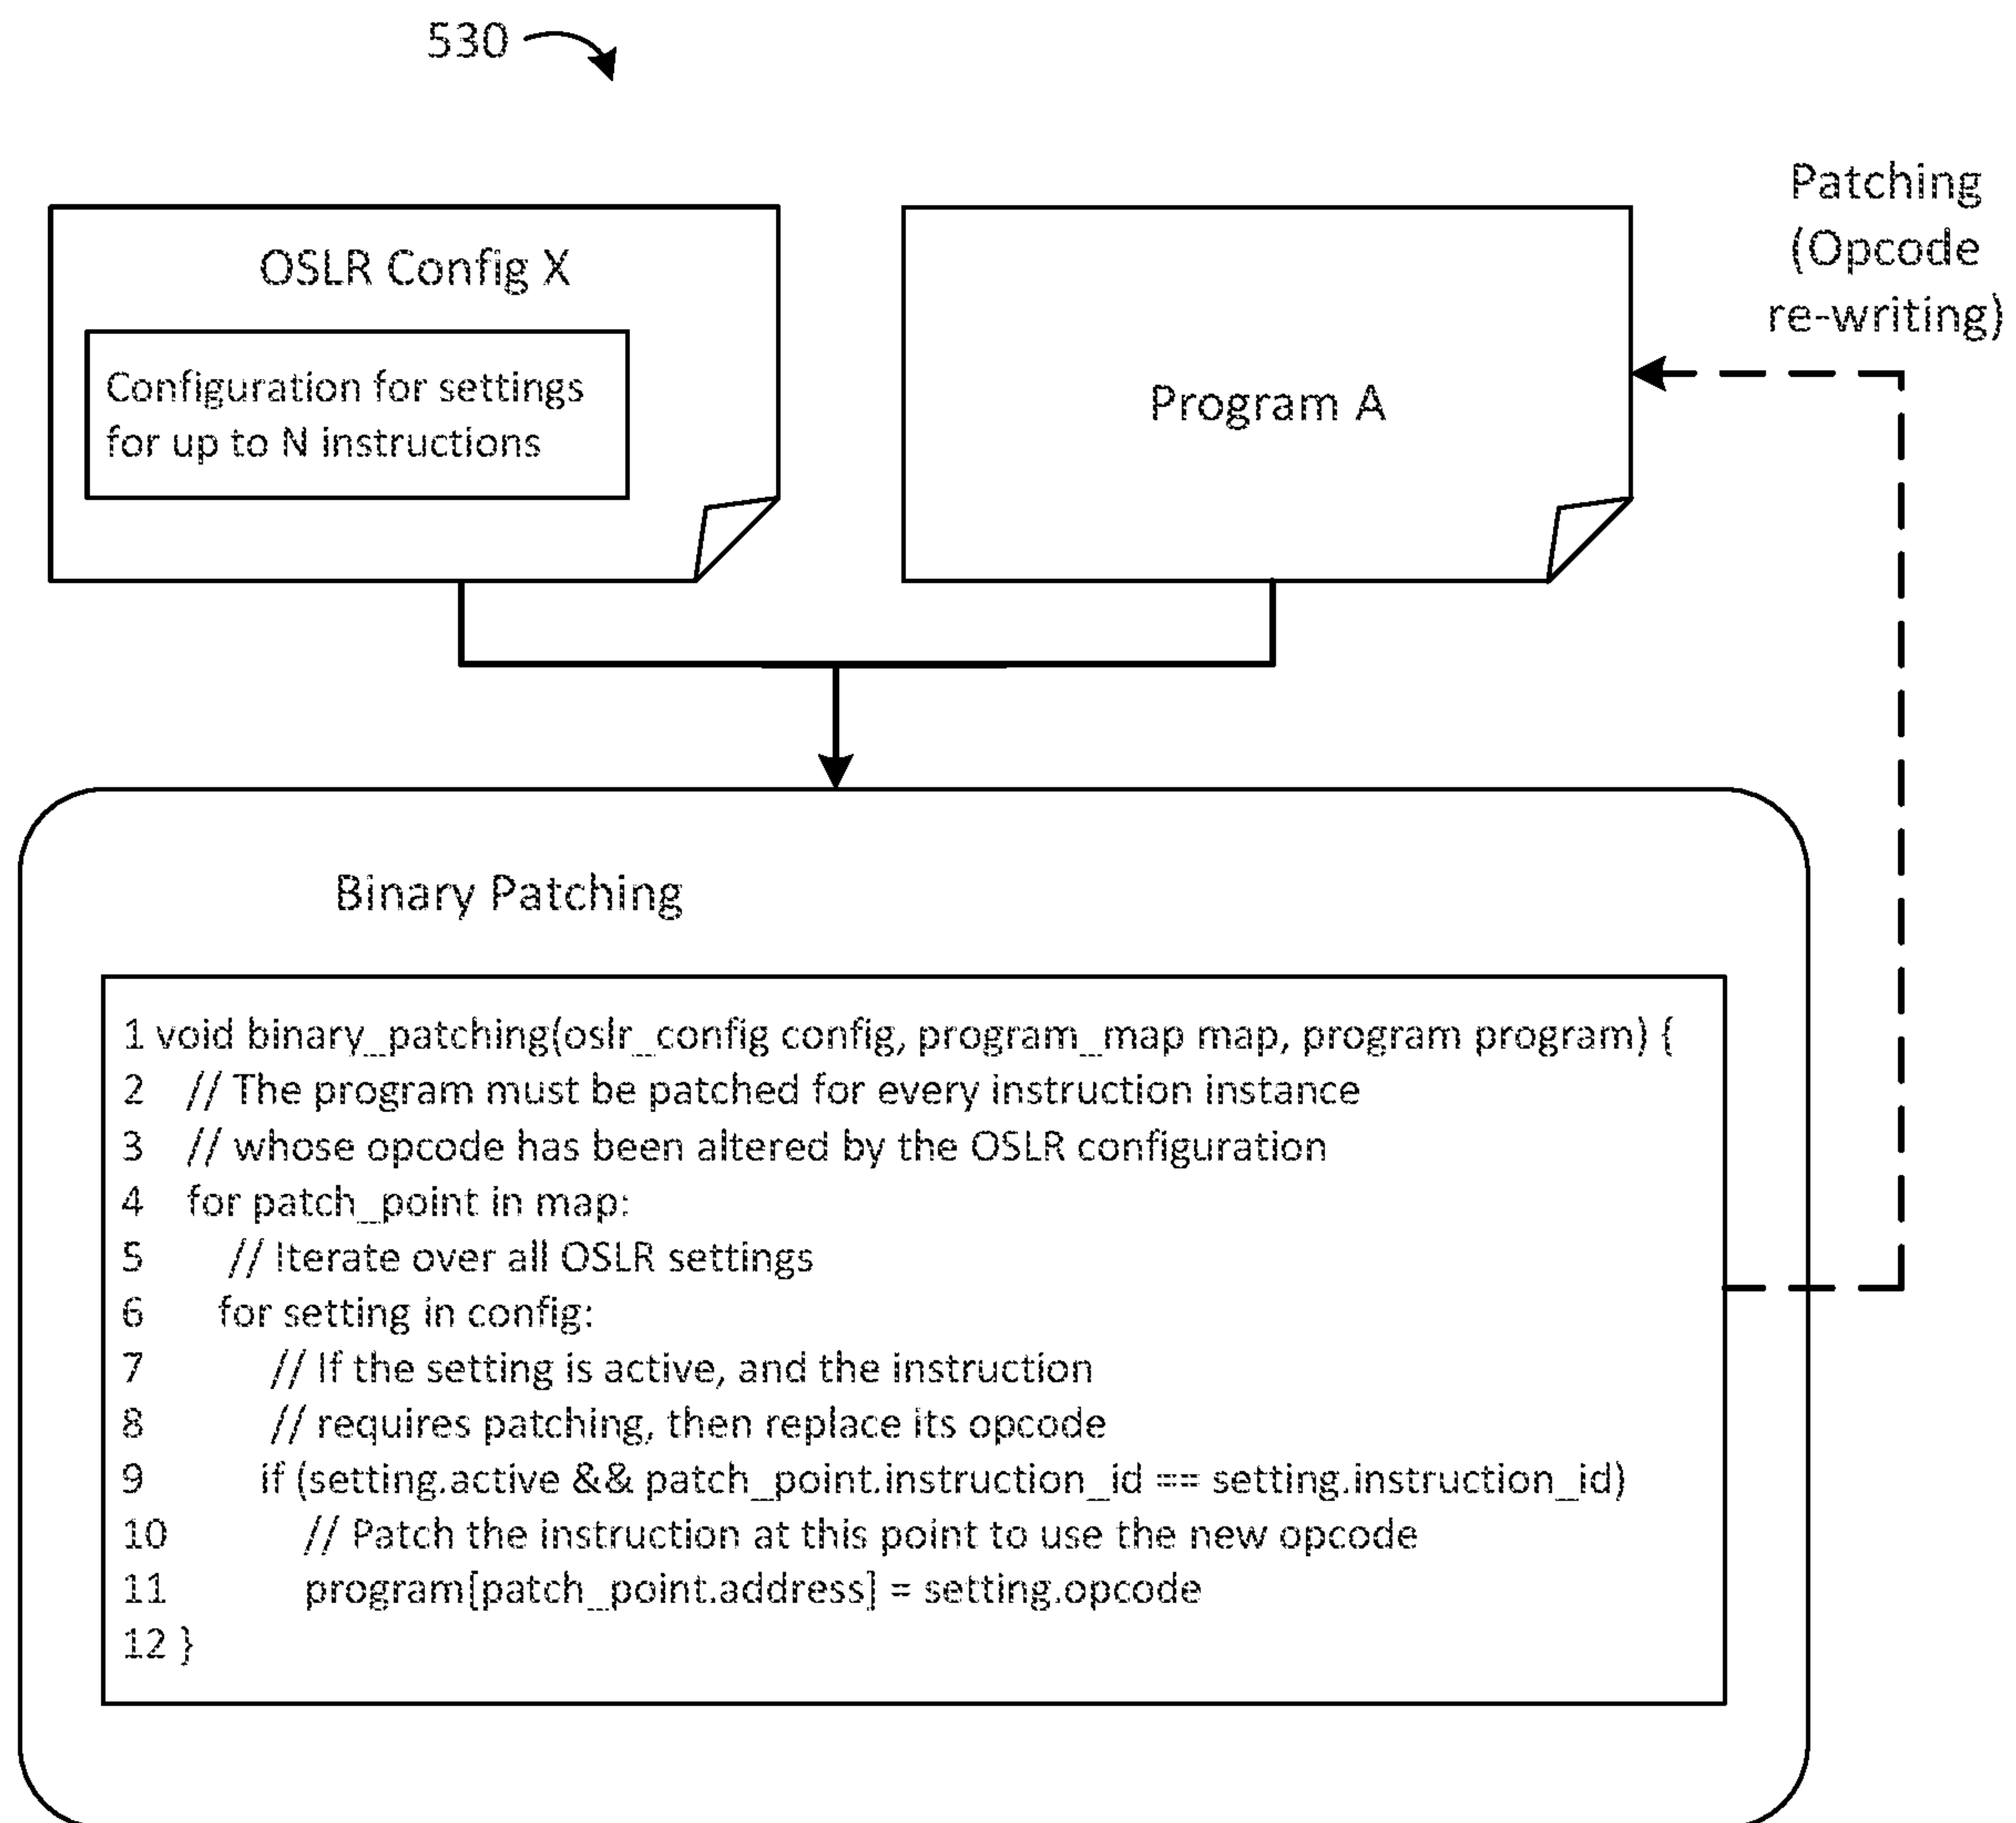 530
OSLR Config X
Configuration for settings
for up to N instructions
Program A
Patching
(Opcode
re-writing)
Binary Patching
1 void binary_patching(oslr_config config, program_map map, program program) {
2 // The program must be patched for every instruction instance
3 // whose opcode has been altered by the OSLR configuration
4 for patch_point in map:
5 // Iterate over all OSLR settings
6 for setting in config:
7 // If the setting is active, and the instruction
8 // requires patching, then replace its opcode
9 if (setting.active && patch_point.instruction_id == setting.instruction_id)
10 // Patch the instruction at this point to use the new opcode
11 program[patch_point.address] = setting.opcode
12 }